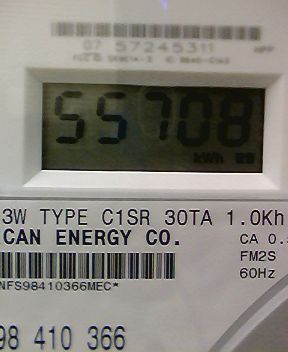 07 57245311 HPP
55708
kWh
3W TYPE C1SR 30TA 1.0Kh
CAN ENERGY CO.
CA 0.
FM2S
60Hz
NFS98410366MEC*
98 410 366